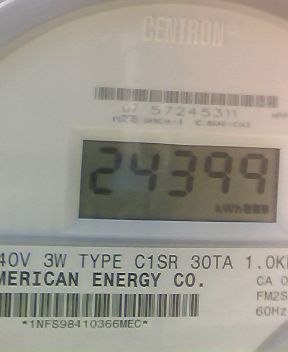 CENTRON®
07 57245311
24399
kWh
40V 3W TYPE C1SR 30TA 1.0K
MERICAN ENERGY CO.
CA 0
FM2S
60Hz
*1NFS98410366MEC*